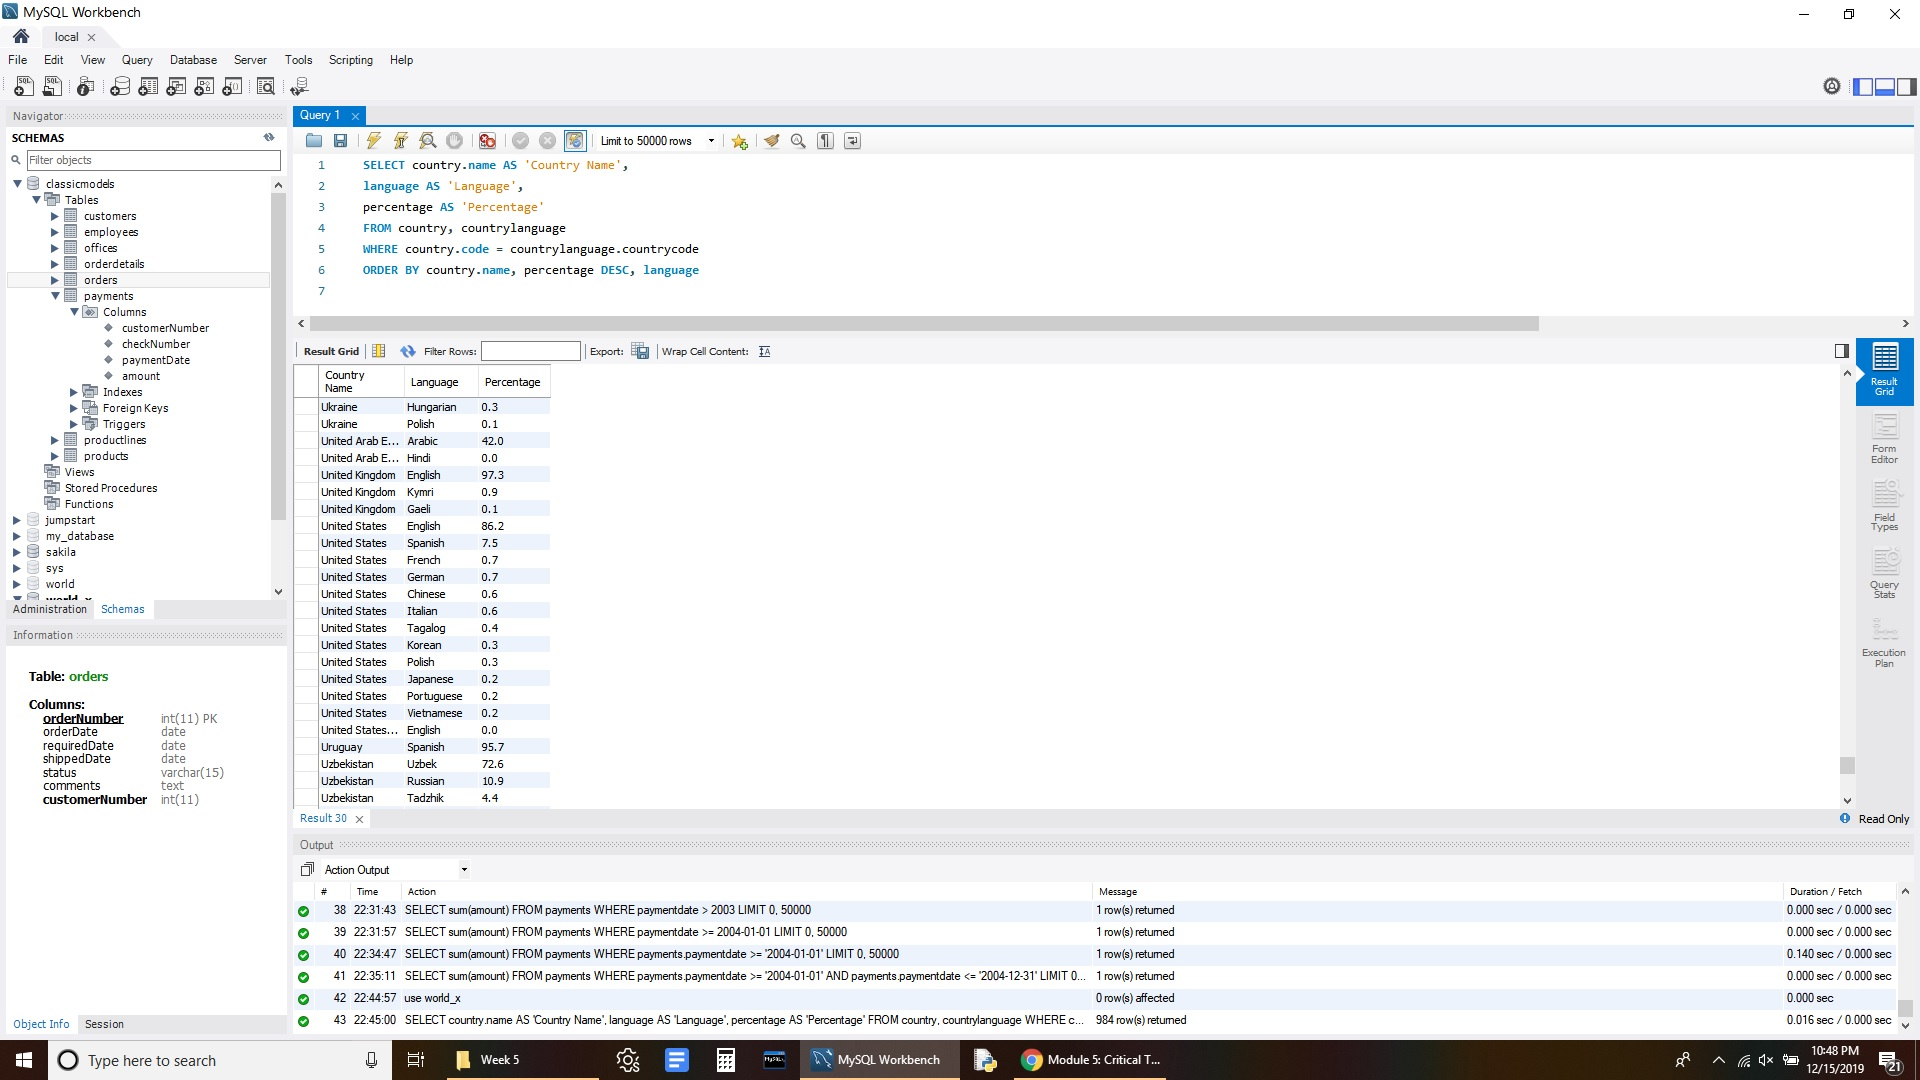 MySQL Workbench
local
File Edit View Query Database Server Tools Scripting Help
Navigator
SCHEMAS
Filter objects
classicmodels
Tables
customers
employees
offices
orderdetails
orders
payments
Columns
customerNumber
checkNumber
paymentDate
amount
Indexes
Foreign Keys
Triggers
productlines
products
Views
Stored Procedures
Functions
jumpstart
my_database
sakila
sys
world
world_x
Administration Schemas
Information
Table: orders
Columns:
orderNumber int(11) PK
orderDate date
requiredDate date
shippedDate date
status varchar(15)
comments text
customerNumber int(11)
Object Info Session
Query 1
Limit to 50000 rows
1 SELECT country.name AS 'Country Name',
2 language AS 'Language',
3 percentage AS 'Percentage'
4 FROM country, countrylanguage
5 WHERE country.code = countrylanguage.countrycode
6 ORDER BY country.name, percentage DESC, language
7
Result Grid Filter Rows: Export: Wrap Cell Content:
Country Name Language Percentage
Ukraine Hungarian 0.3
Ukraine Polish 0.1
United Arab E... Arabic 42.0
United Arab E... Hindi 0.0
United Kingdom English 97.3
United Kingdom Kymri 0.9
United Kingdom Gaeli 0.1
United States English 86.2
United States Spanish 7.5
United States French 0.7
United States German 0.7
United States Chinese 0.6
United States Italian 0.6
United States Tagalog 0.4
United States Korean 0.3
United States Polish 0.3
United States Japanese 0.2
United States Portuguese 0.2
United States Vietnamese 0.2
United States... English 0.0
Uruguay Spanish 95.7
Uzbekistan Uzbek 72.6
Uzbekistan Russian 10.9
Uzbekistan Tadzhik 4.4
Result Grid
Form Editor
Field Types
Query Stats
Execution Plan
Result 30
Read Only
Output
Action Output
# Time Action Message Duration / Fetch
38 22:31:43 SELECT sum(amount) FROM payments WHERE paymentdate > 2003 LIMIT 0, 50000 1 row(s) returned 0.000 sec / 0.000 sec
39 22:31:57 SELECT sum(amount) FROM payments WHERE paymentdate >= 2004-01-01 LIMIT 0, 50000 1 row(s) returned 0.000 sec / 0.000 sec
40 22:34:47 SELECT sum(amount) FROM payments WHERE payments.paymentdate >= '2004-01-01' LIMIT 0, 50000 1 row(s) returned 0.140 sec / 0.000 sec
41 22:35:11 SELECT sum(amount) FROM payments WHERE payments.paymentdate >= '2004-01-01' AND payments.paymentdate <= '2004-12-31' LIMIT 0... 1 row(s) returned 0.000 sec / 0.000 sec
42 22:44:57 use world_x 0 row(s) affected 0.000 sec
43 22:45:00 SELECT country.name AS 'Country Name', language AS 'Language', percentage AS 'Percentage' FROM country, countrylanguage WHERE c... 984 row(s) returned 0.016 sec / 0.000 sec
Type here to search
Week 5
MySQL Workbench
Module 5: Critical T...
10:48 PM
12/15/2019
21